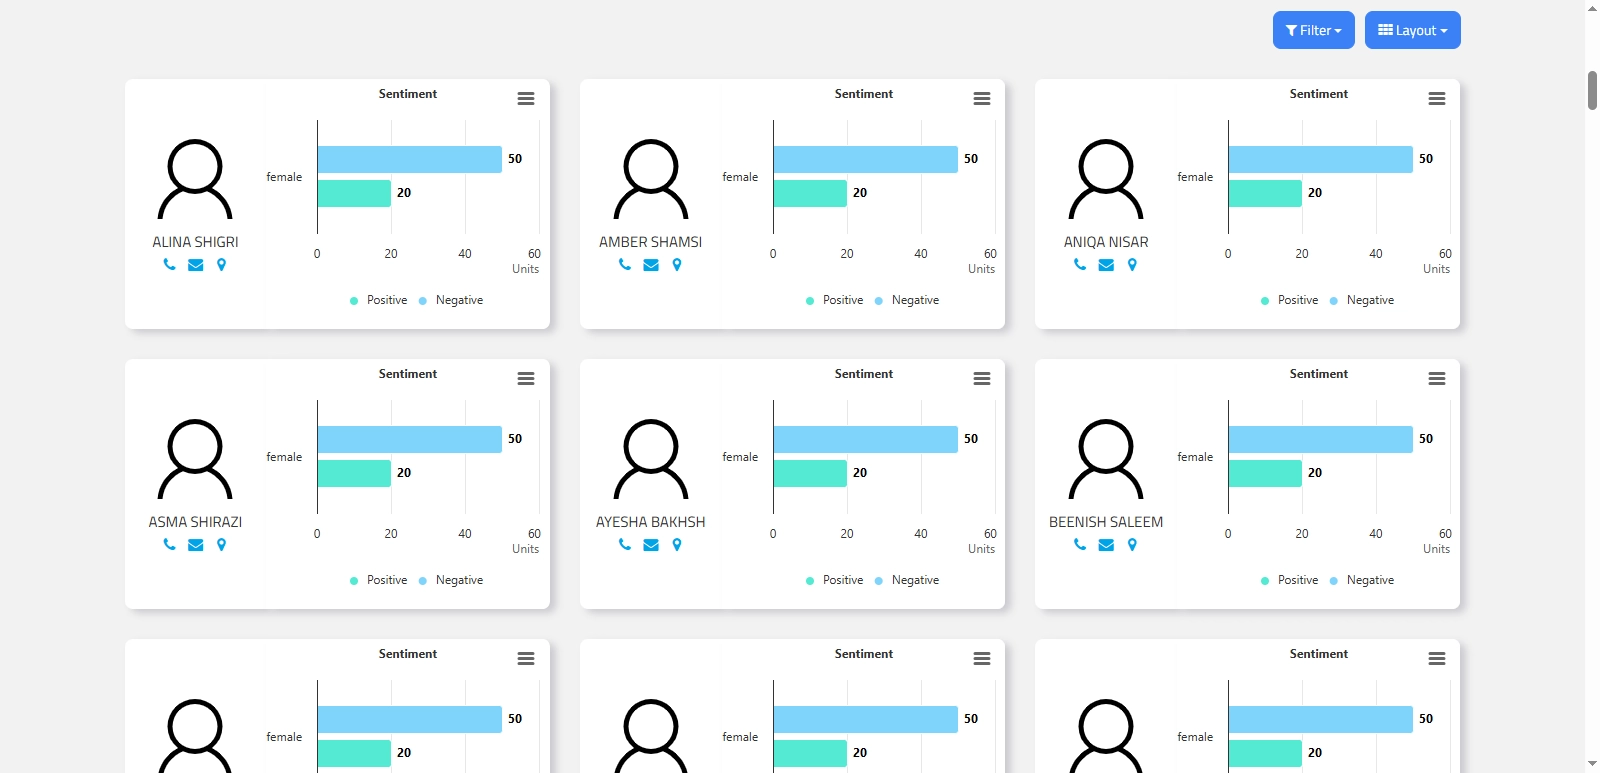 Filter Layout
Sentiment
50
female
20
0 20 40 60
Units
Positive Negative
ALINA SHIGRI
Sentiment
50
female
20
0 20 40 60
Units
Positive Negative
AMBER SHAMSI
Sentiment
50
female
20
0 20 40 60
Units
Positive Negative
ANIQA NISAR
Sentiment
50
female
20
0 20 40 60
Units
Positive Negative
ASMA SHIRAZI
Sentiment
50
female
20
0 20 40 60
Units
Positive Negative
AYESHA BAKHSH
Sentiment
50
female
20
0 20 40 60
Units
Positive Negative
BEENISH SALEEM
Sentiment
50
female
20
Sentiment
50
female
20
Sentiment
50
female
20